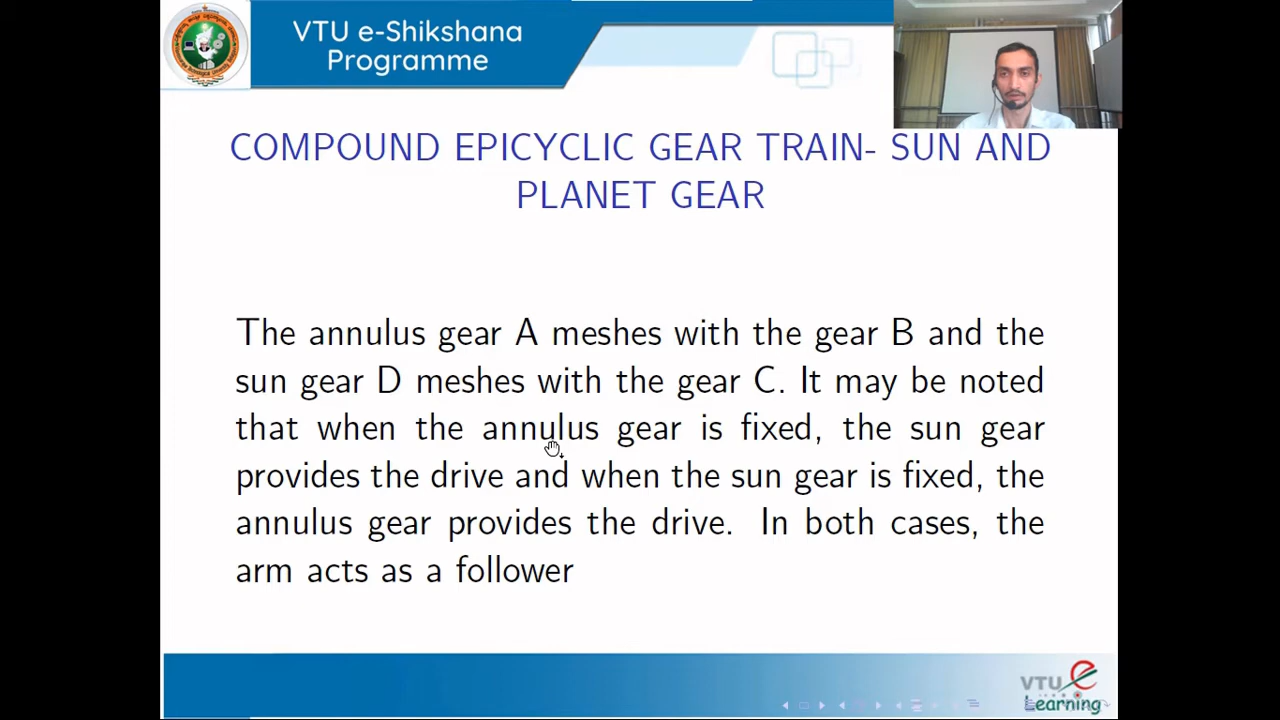 VTU e-Shikshana
Programme
COMPOUND EPICYCLIC GEAR TRAIN- SUN AND
PLANET GEAR
The annulus gear A meshes with the gear B and the
sun gear D meshes with the gear C. It may be noted
that when the annulus gear is fixed, the sun gear
provides the drive and when the sun gear is fixed, the
annulus gear provides the drive. In both cases, the
arm acts as a follower
VTU e
Learning